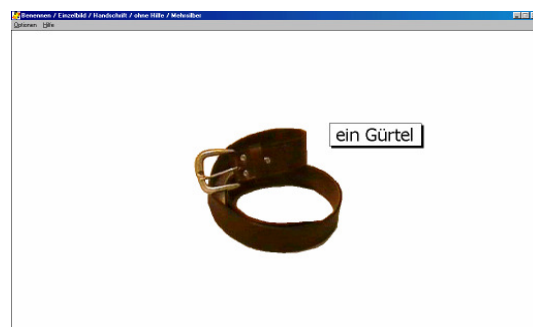 Benennen / Einzelbild / Handschrift / ohne Hilfe / Mehrsilber
Optionen Hilfe
ein Gürtel